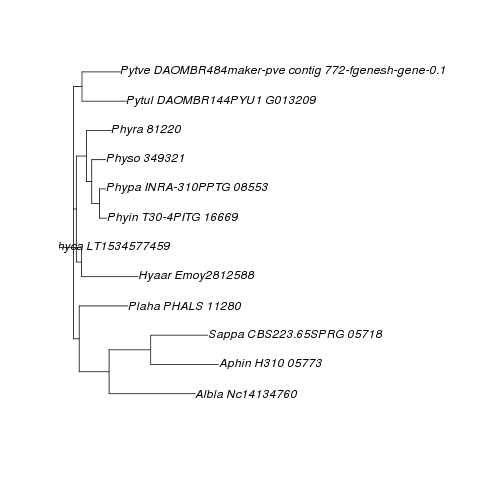 Pytve DAOMBR484maker-pve contig 772-fgenesh-gene-0.1
Pytul DAOMBR144PYU1 G013209
Phyra 81220
Physo 349321
Phypa INRA-310PPTG 08553
Phyin T30-4PITG 16669
hyca LT1534577459
Hyaar Emoy2812588
Plaha PHALS 11280
Sappa CBS223.65SPRG 05718
Aphin H310 05773
Albla Nc14134760